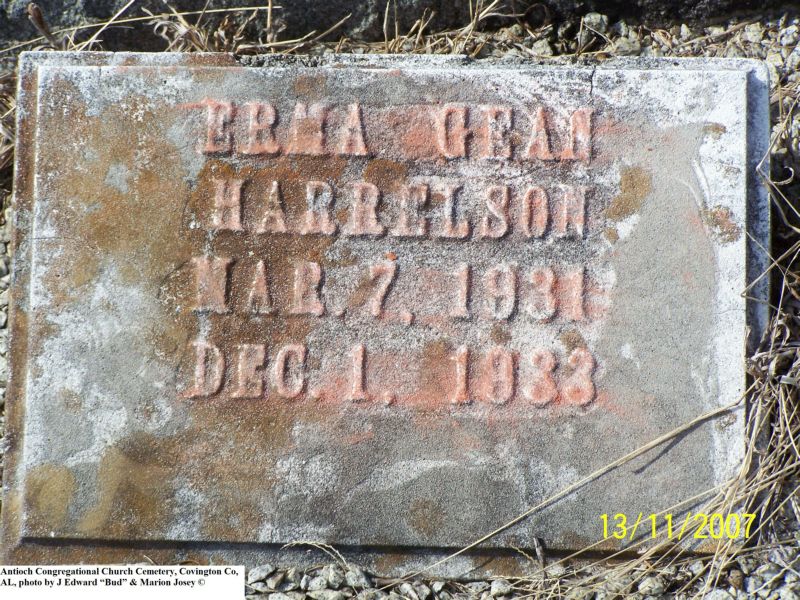 ERMA GEAN
HARRELSON
MAR. 7, 1931
DEC. 1. 1933
13/11/2007
Antioch Congregational Church Cemetery, Covington Co,
AL, photo by J Edward “Bud” & Marion Josey ©